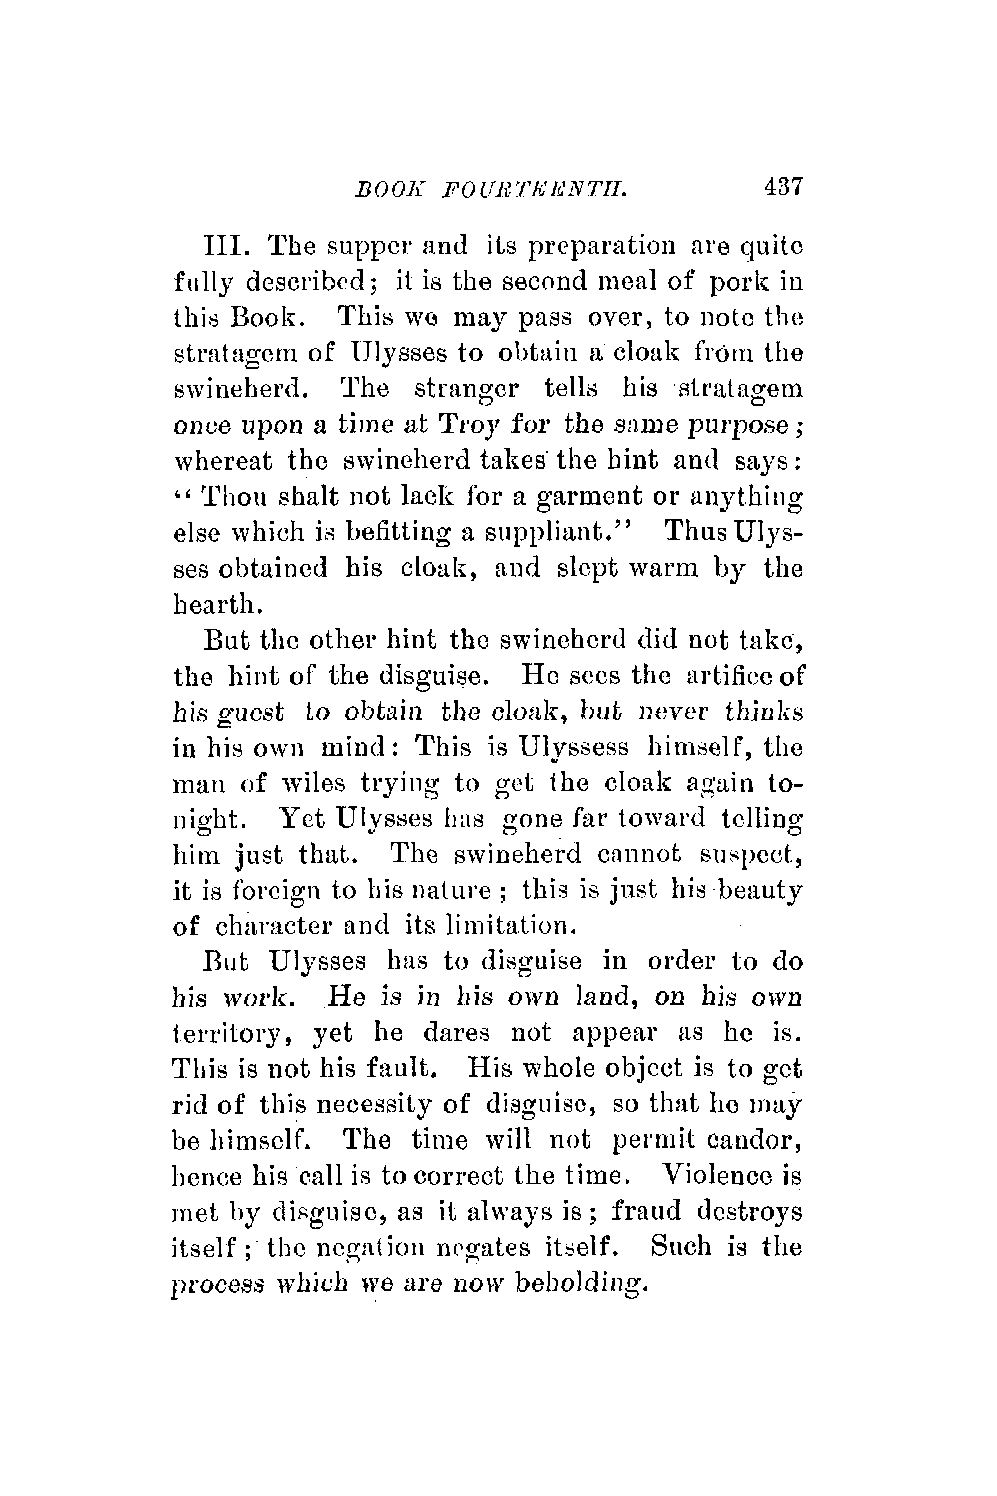 BOOK FOURTEENTH. 437
III. The supper and its preparation are quite
fully described; it is the second meal of pork in
this Book. This we may pass over, to note the
stratagem of Ulysses to obtain a cloak from the
swineherd. The stranger tells his stratagem
once upon a time at Troy for the same purpose;
whereat the swineherd takes the hint and says:
“ Thou shalt not lack for a garment or anything
else which is befitting a suppliant.” Thus Ulys-
ses obtained his cloak, and slept warm by the
hearth.
But the other hint the swineherd did not take,
the hint of the disguise. He sees the artifice of
his guest to obtain the cloak, but never thinks
in his own mind: This is Ulyssess himself, the
man of wiles trying to get the cloak again to-
night. Yet Ulysses has gone far toward telling
him just that. The swineherd cannot suspect,
it is foreign to his nature; this is just his beauty
of character and its limitation.
But Ulysses has to disguise in order to do
his work. He is in his own land, on his own
territory, yet he dares not appear as he is.
This is not his fault. His whole object is to get
rid of this necessity of disguise, so that he may
be himself. The time will not permit candor,
hence his call is to correct the time. Violence is
met by disguise, as it always is; fraud destroys
itself; the negation negates itself. Such is the
process which we are now beholding.